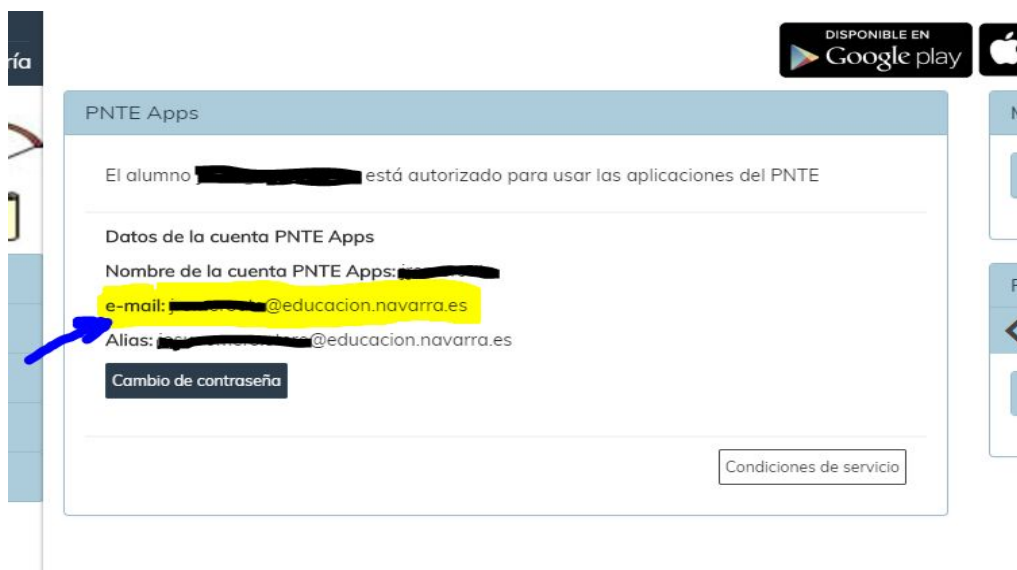 ría
DISPONIBLE EN
Google play
PNTE Apps
El alumno está autorizado para usar las aplicaciones del PNTE
Datos de la cuenta PNTE Apps
Nombre de la cuenta PNTE Apps:
e-mail: @educacion.navarra.es
Alias: @educacion.navarra.es
Cambio de contraseña
Condiciones de servicio